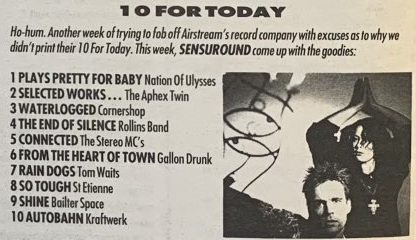 10 FOR TODAY
Ho-hum. Another week of trying to fob off Airstream's record company with excuses as to why we
didn't print their 10 For Today. This week, SENSUROUND come up with the goodies:
1 PLAYS PRETTY FOR BABY Nation Of Ulysses
2 SELECTED WORKS... The Aphex Twin
3 WATERLOGGED Cornershop
4 THE END OF SILENCE Rollins Band
5 CONNECTED The Stereo MC's
6 FROM THE HEART OF TOWN Gallon Drunk
7 RAIN DOGS Tom Waits
8 SO TOUGH St Etienne
9 SHINE Bailter Space
10 AUTOBAHN Kraftwerk